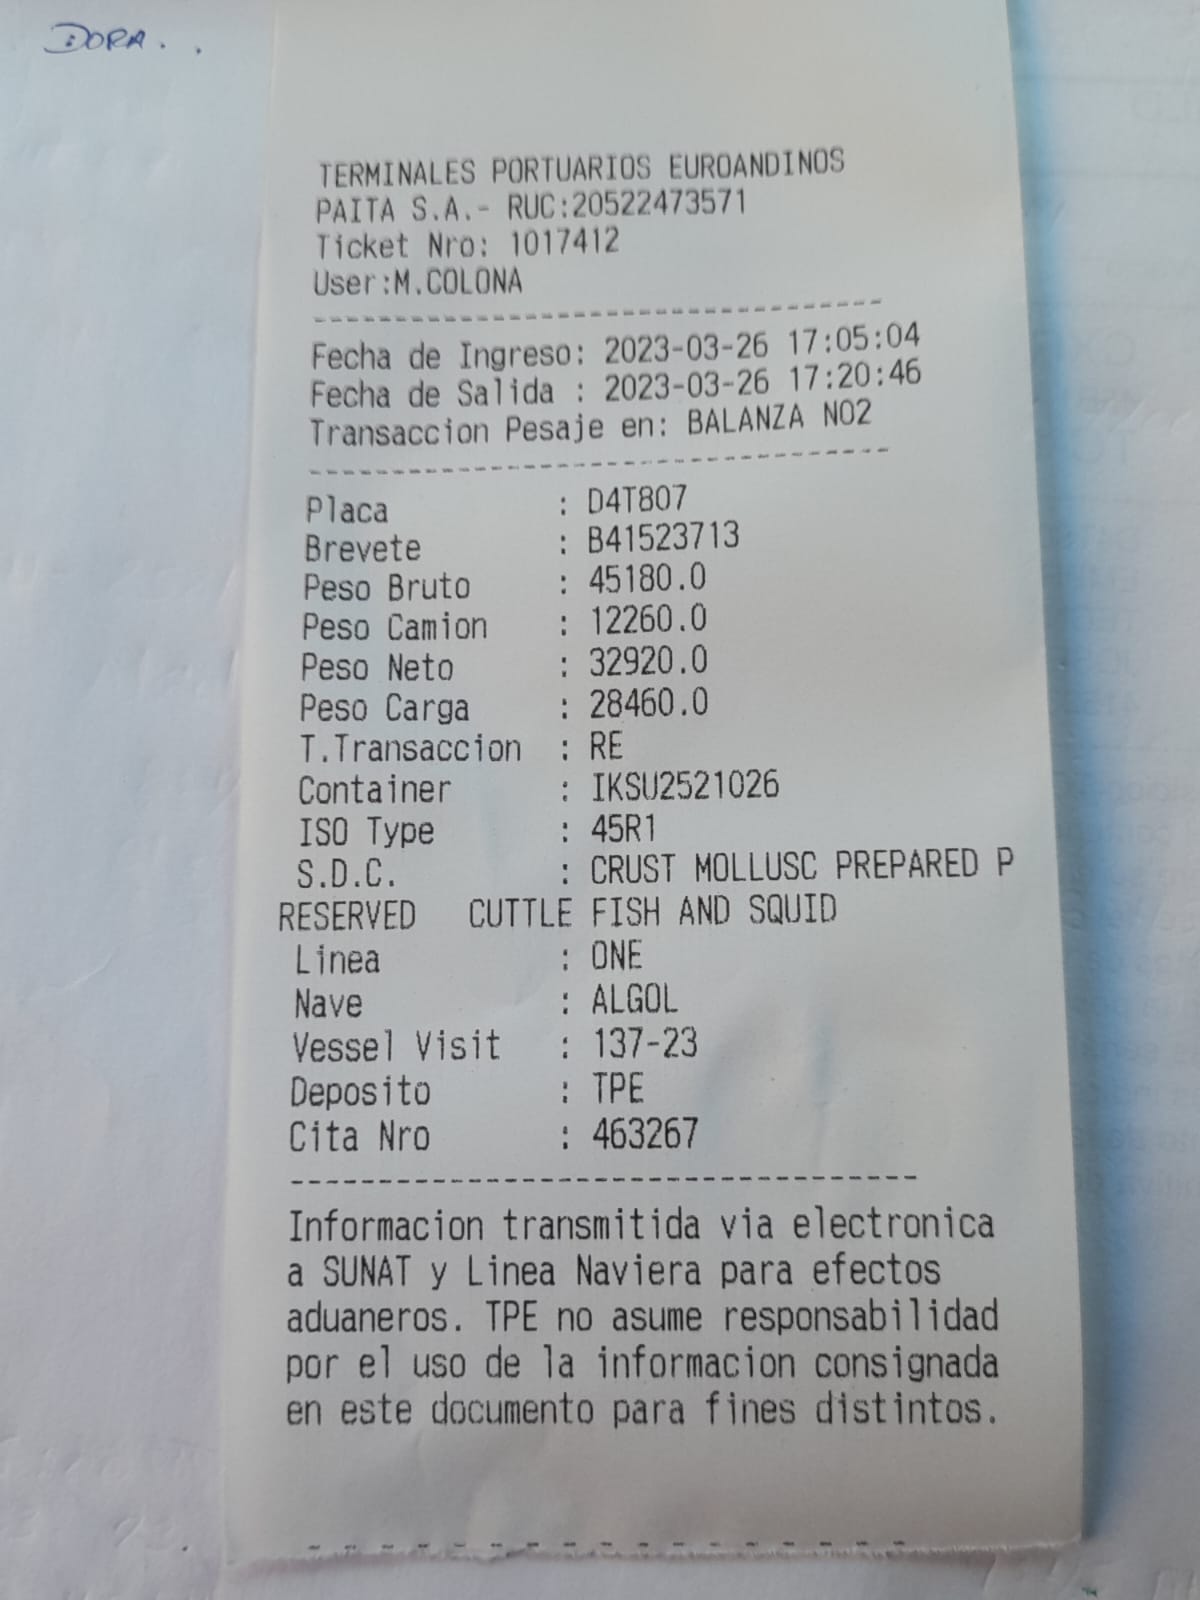 DORA..
TERMINALES PORTUARIOS EUROANDINOS
PAITA S.A.- RUC:20522473571
Ticket Nro: 1017412
User:M.COLONA
---------------------------------
Fecha de Ingreso: 2023-03-26 17:05:04
Fecha de Salida : 2023-03-26 17:20:46
Transaccion Pesaje en: BALANZA NO2
---------------------------------
Placa : D4T807
Brevete : B41523713
Peso Bruto : 45180.0
Peso Camion : 12260.0
Peso Neto : 32920.0
Peso Carga : 28460.0
T.Transaccion : RE
Container : IKSU2521026
ISO Type : 45R1
S.D.C. : CRUST MOLLUSC PREPARED P
RESERVED CUTTLE FISH AND SQUID
Linea : ONE
Nave : ALGOL
Vessel Visit : 137-23
Deposito : TPE
Cita Nro : 463267
---------------------------------
Informacion transmitida via electronica
a SUNAT y Linea Naviera para efectos
aduaneros. TPE no asume responsabilidad
por el uso de la informacion consignada
en este documento para fines distintos.